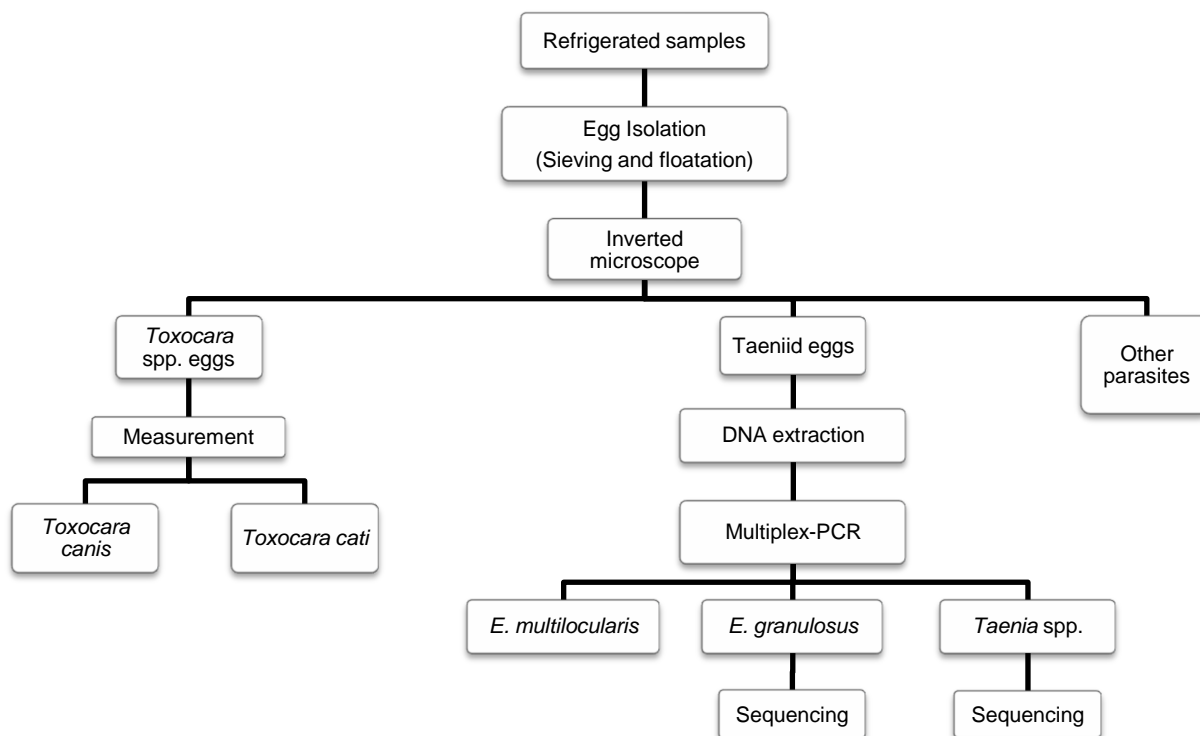 Refrigerated samples
Egg Isolation
(Sieving and floatation)
Inverted
microscope
Toxocara
spp. eggs
Taeniid eggs
Other
parasites
Measurement
DNA extraction
Toxocara
canis
Toxocara cati
Multiplex-PCR
E. multilocularis
E. granulosus
Taenia spp.
Sequencing
Sequencing